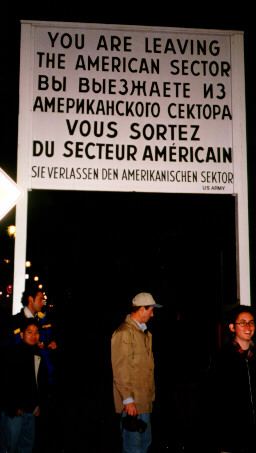 YOU ARE LEAVING
THE AMERICAN SECTOR
ВЫ ВЫЕЗЖАЕТЕ ИЗ
АМЕРИКАНСКОГО СЕКТОРА
VOUS SORTEZ
DU SECTEUR AMÉRICAIN
SIE VERLASSEN DEN AMERIKANISCHEN SEKTOR
US ARMY